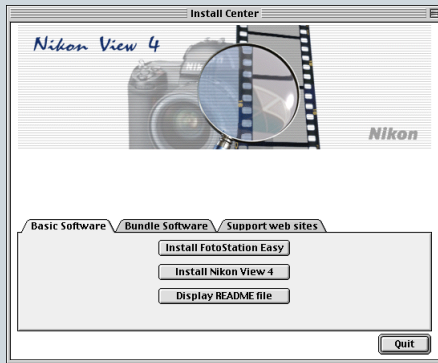 Install Center
Nikon View 4
Nikon
Basic Software Bundle Software Support web sites
Install FotoStation Easy
Install Nikon View 4
Display README file
Quit